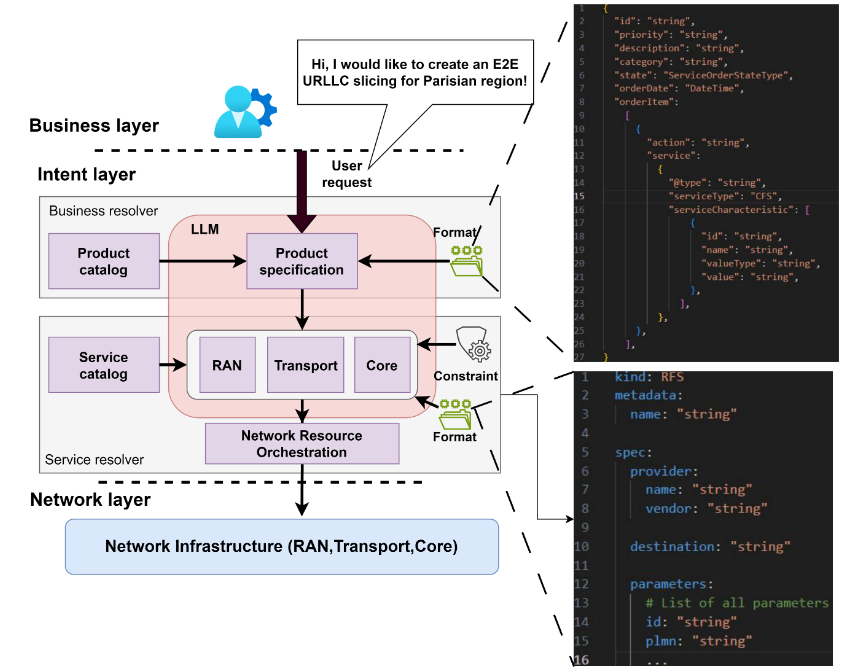 Hi, I would like to create an E2E
URLLC slicing for Parisian region!
Business layer
Intent layer
User
request
Business resolver
LLM
Format
Product
catalog
Product
specification
Service
catalog
RAN
Transport
Core
Constraint
Format
Network Resource
Orchestration
Service resolver
Network layer
Network Infrastructure (RAN,Transport,Core)
1 {
2 "id": "string",
3 "priority": "string",
4 "description": "string",
5 "category": "string",
6 "state": "ServiceOrderStateType",
7 "orderDate": "DateTime",
8 "orderItem":
9 [
10 {
11 "action": "string",
12 "service":
13 {
14 "@type": "string",
15 "serviceType": "CFS",
16 "serviceCharacteristic": [
17 {
18 "id": "string",
19 "name": "string",
20 "valueType": "string",
21 "value": "string",
22 },
23 ],
24 },
25 },
26 ],
27 }
1 kind: RFS
2 metadata:
3 name: "string"
4
5 spec:
6 provider:
7 name: "string"
8 vendor: "string"
9
10 destination: "string"
11
12 parameters:
13 # List of all parameters
14 id: "string"
15 plmn: "string"
16 ...